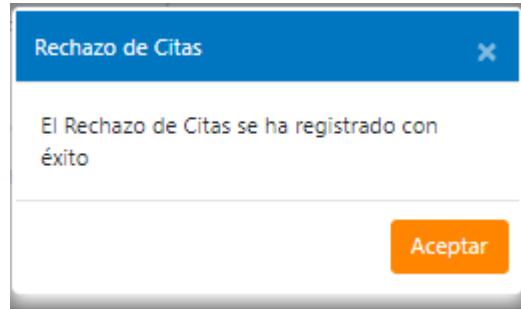 Rechazo de Citas
El Rechazo de Citas se ha registrado con
éxito
Aceptar